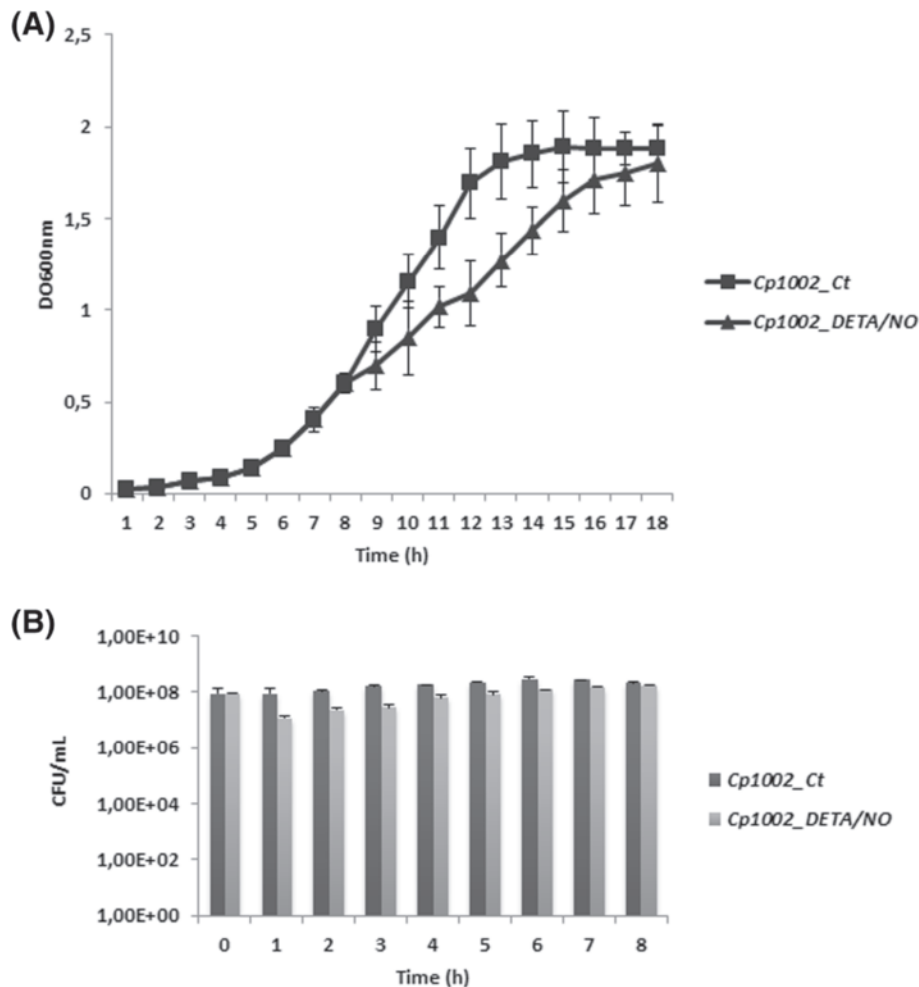 (A)
2,5
2
1,5
1
0,5
0
DO600nm
1 2 3 4 5 6 7 8 9 10 11 12 13 14 15 16 17 18
Time (h)
Cp1002_Ct
Cp1002_DETA/NO
(B)
1,00E+10
1,00E+08
1,00E+06
1,00E+04
1,00E+02
1,00E+00
CFU/mL
0 1 2 3 4 5 6 7 8
Time (h)
Cp1002_Ct
Cp1002_DETA/NO